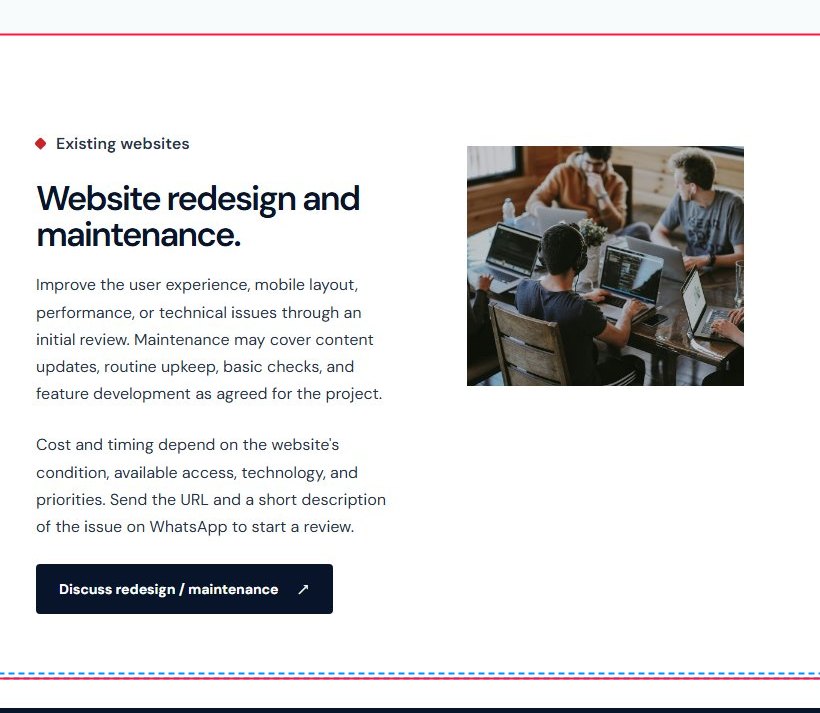 Existing websites
Website redesign and
maintenance.
Improve the user experience, mobile layout,
performance, or technical issues through an
initial review. Maintenance may cover content
updates, routine upkeep, basic checks, and
feature development as agreed for the project.
Cost and timing depend on the website's
condition, available access, technology, and
priorities. Send the URL and a short description
of the issue on WhatsApp to start a review.
Discuss redesign / maintenance ↗